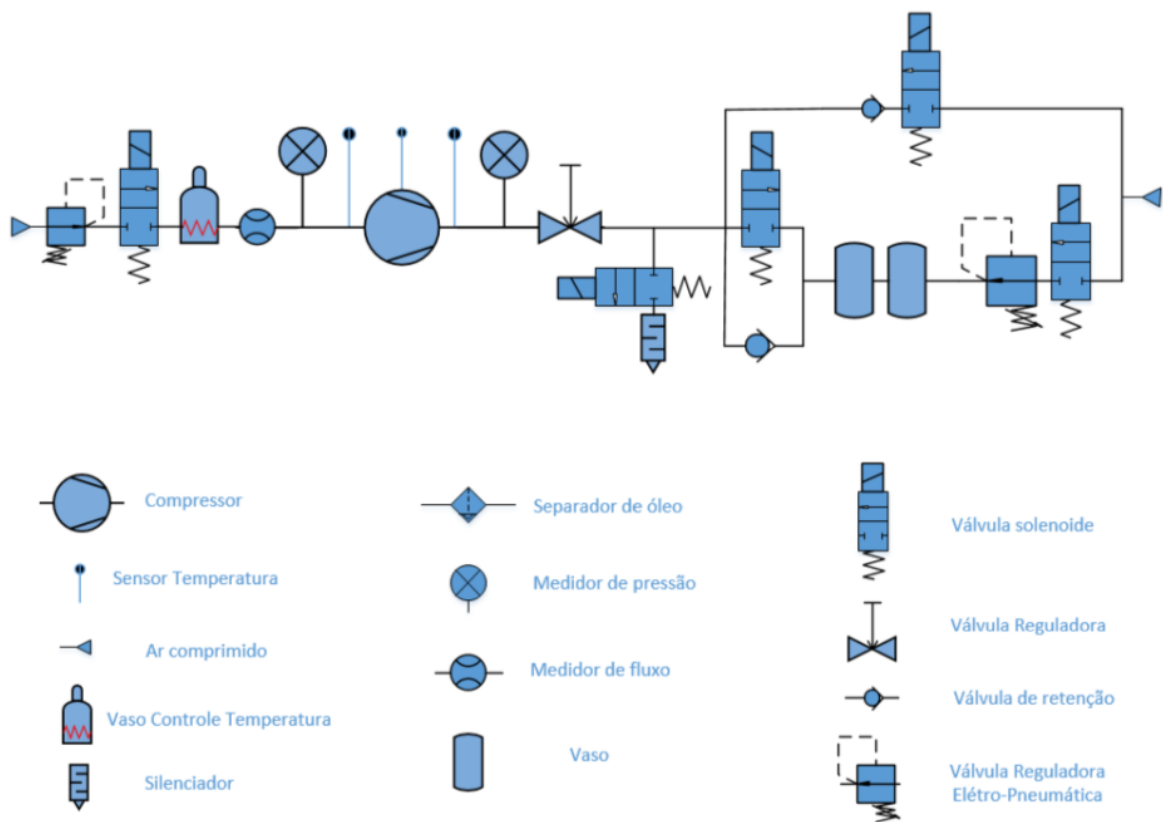 Compressor
Separador de óleo
Válvula solenoide
Sensor Temperatura
Medidor de pressão
Válvula Reguladora
Ar comprimido
Medidor de fluxo
Válvula de retenção
Vaso Controle Temperatura
Vaso
Válvula Reguladora
Elétro-Pneumática
Silenciador